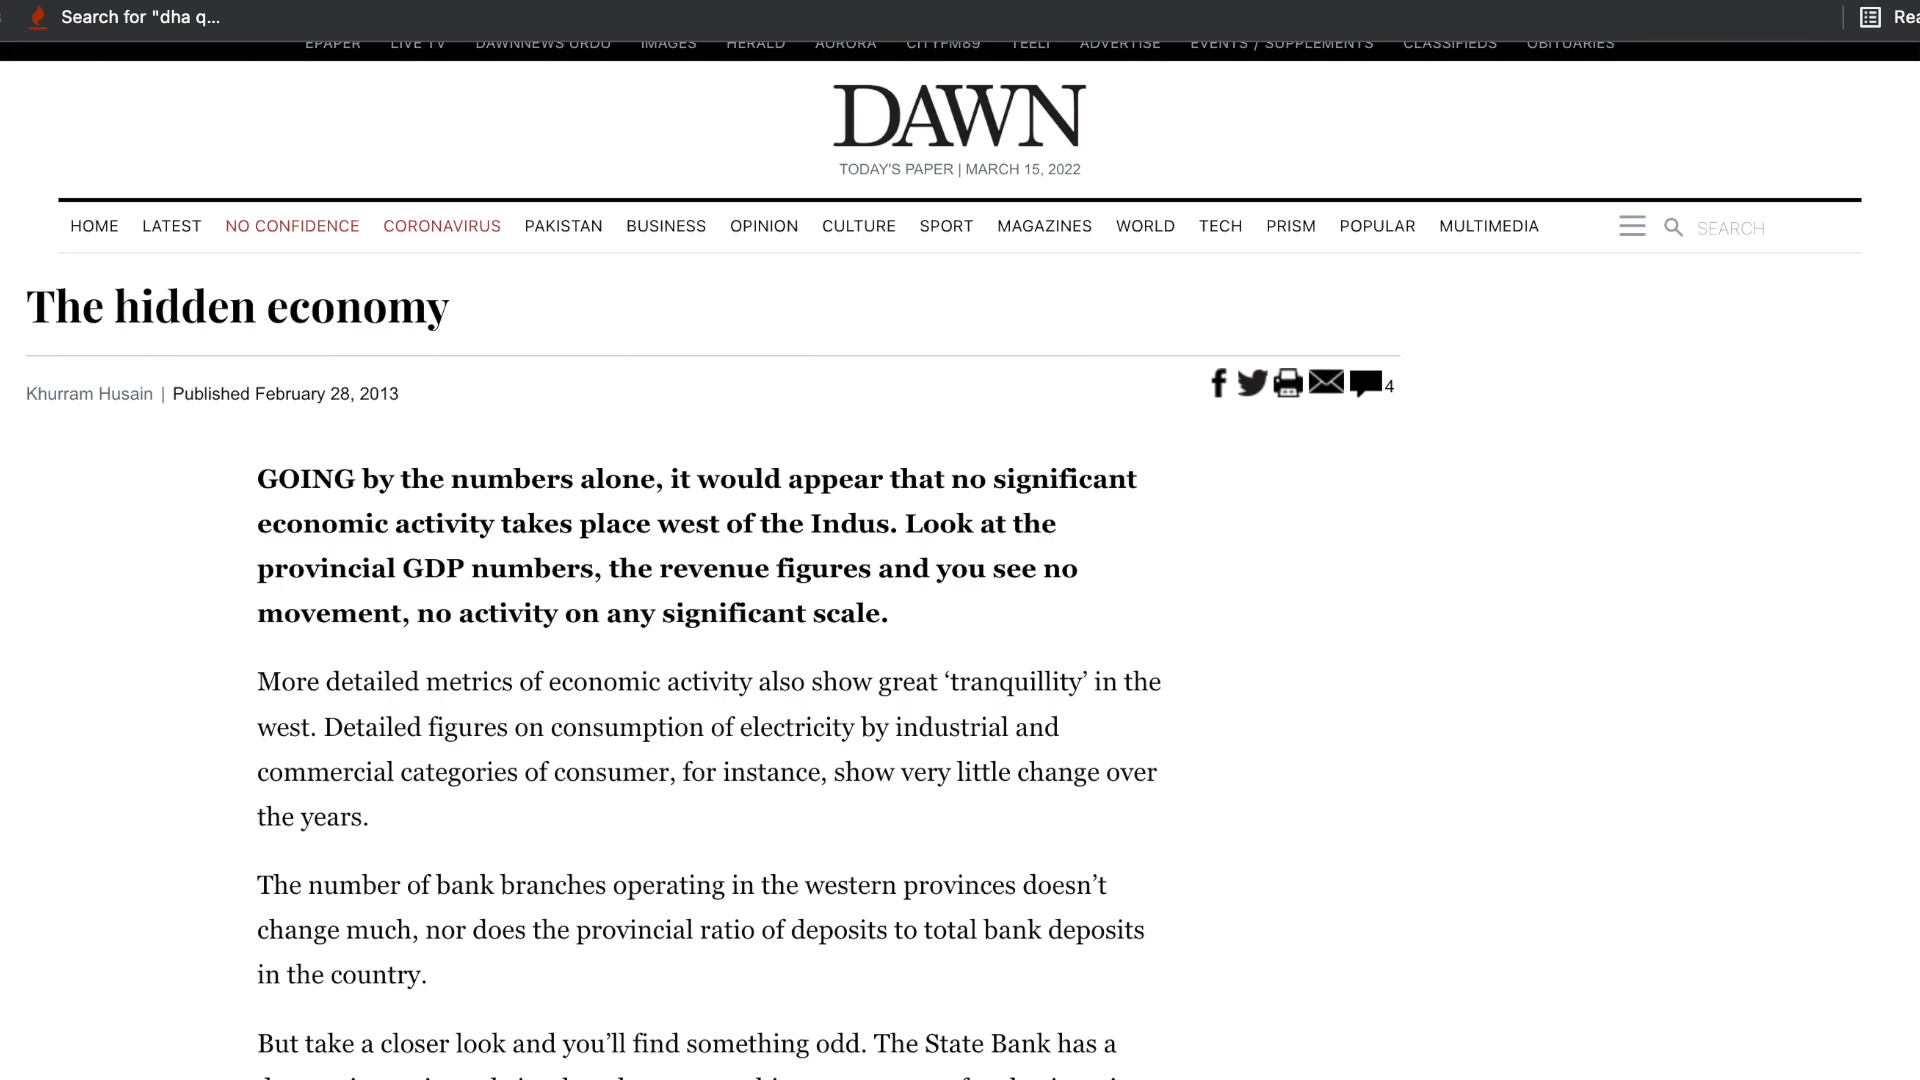 Search for "dha q...
EPAPER LIVE TV DAWNNEWS URDU IMAGES HERALD AURORA CITYFM89 TEELI ADVERTISE EVENTS / SUPPLEMENTS CLASSIFIEDS OBITUARIES
DAWN
TODAY'S PAPER | MARCH 15, 2022
HOME LATEST NO CONFIDENCE CORONAVIRUS PAKISTAN BUSINESS OPINION CULTURE SPORT MAGAZINES WORLD TECH PRISM POPULAR MULTIMEDIA SEARCH
The hidden economy
Khurram Husain | Published February 28, 2013
4
GOING by the numbers alone, it would appear that no significant
economic activity takes place west of the Indus. Look at the
provincial GDP numbers, the revenue figures and you see no
movement, no activity on any significant scale.
More detailed metrics of economic activity also show great ‘tranquillity’ in the
west. Detailed figures on consumption of electricity by industrial and
commercial categories of consumer, for instance, show very little change over
the years.
The number of bank branches operating in the western provinces doesn’t
change much, nor does the provincial ratio of deposits to total bank deposits
in the country.
But take a closer look and you’ll find something odd. The State Bank has a